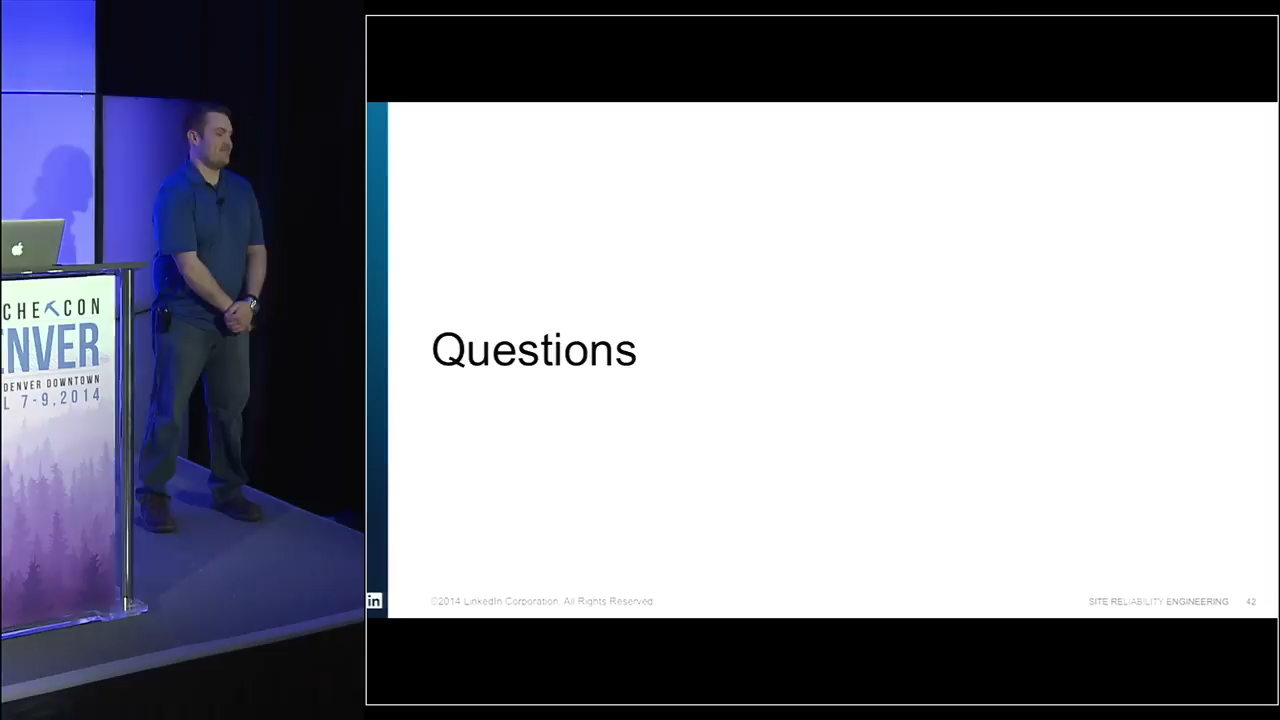 CHE CON
ENVER
DENVER DOWNTOWN
L 7-9,2014
Questions
in
©2014 LinkedIn Corporation. All Rights Reserved
SITE RELIABILITY ENGINEERING 42